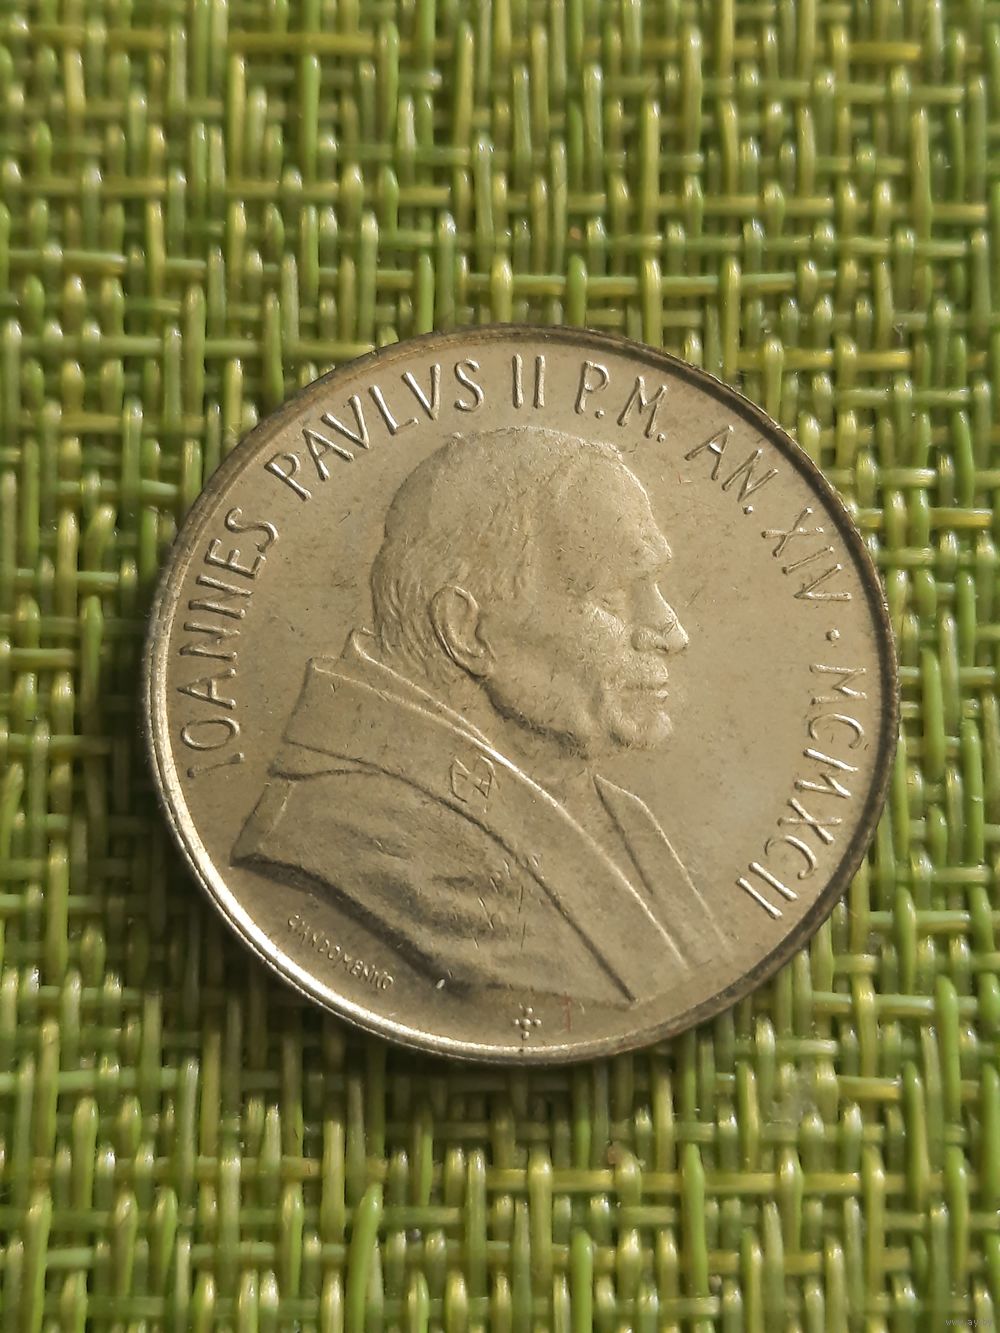 IOANNES PAVLVS II P.M. AN. XIV · MCMXCII
GIANDOMENICO